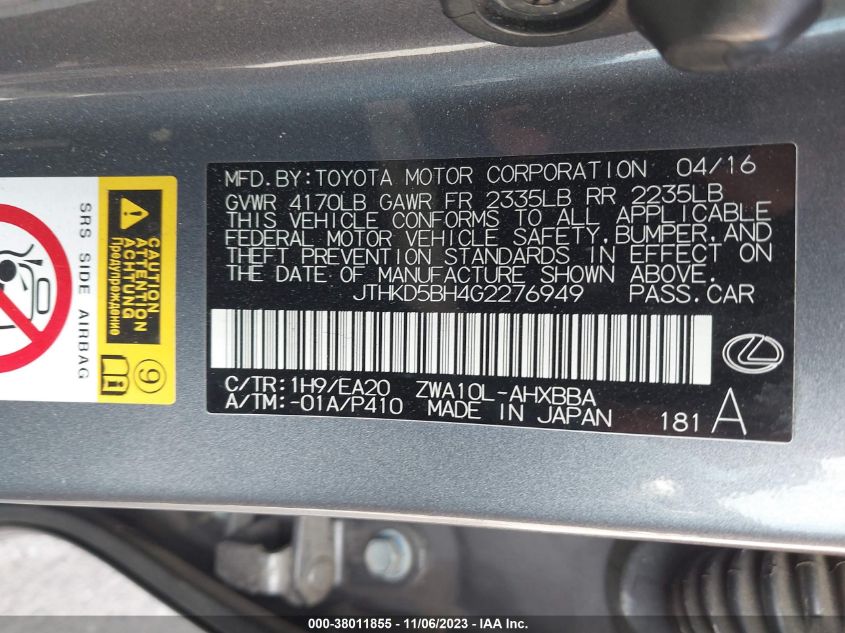 MFD.BY:TOYOTA MOTOR CORPORATION 04/16
GVWR 4170LB GAWR FR 2335LB RR 2235LB
THIS VEHICLE CONFORMS TO ALL APPLICABLE
FEDERAL MOTOR VEHICLE SAFETY,BUMPER,AND
THEFT PREVENTION STANDARDS IN EFFECT ON
THE DATE OF MANUFACTURE SHOWN ABOVE.
JTHKD5BH4G2276949 PASS.CAR
C/TR:1H9/EA20 ZWA10L-AHXBBA
A/TM:-01A/P410 MADE IN JAPAN 181 A
SRS SIDE AIRBAG
CAUTION
ATTENTION
ACHTUNG
Предупреждение
9
000-38011855 - 11/06/2023 - IAA Inc.